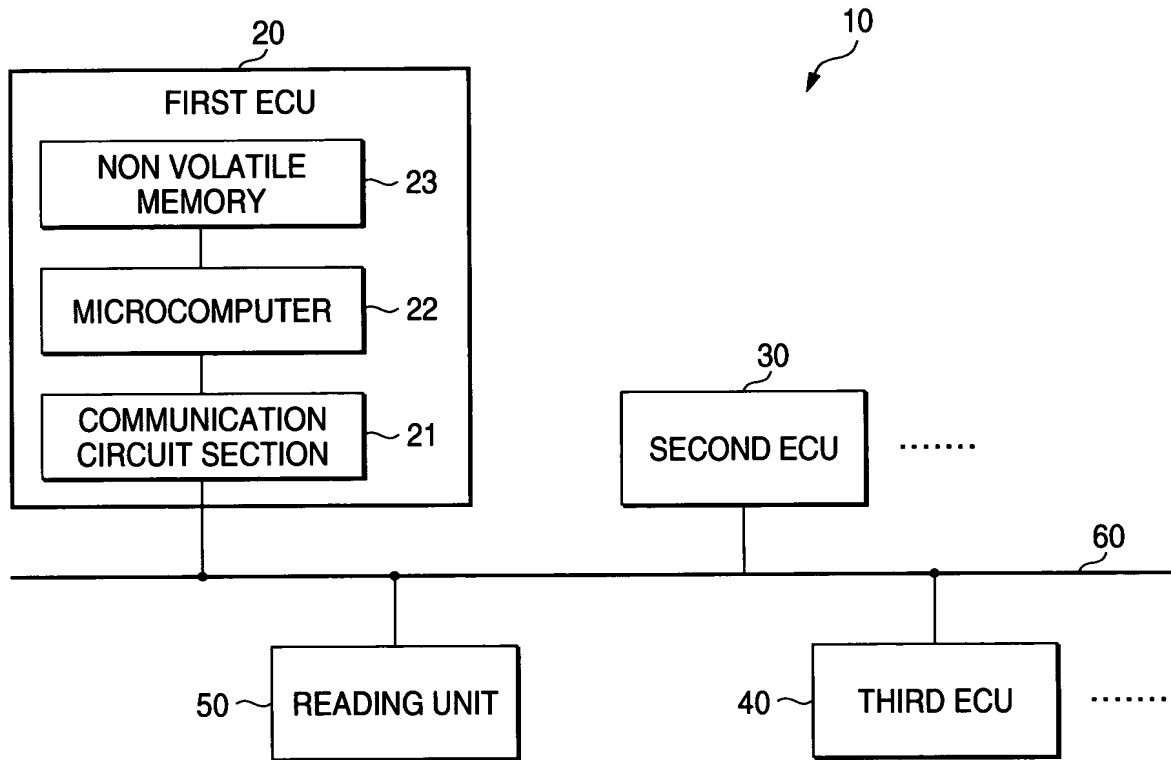 10
20
FIRST ECU
NON VOLATILE
MEMORY
23
MICROCOMPUTER
22
COMMUNICATION
CIRCUIT SECTION
21
30
SECOND ECU ........
60
50
READING UNIT
40
THIRD ECU ........